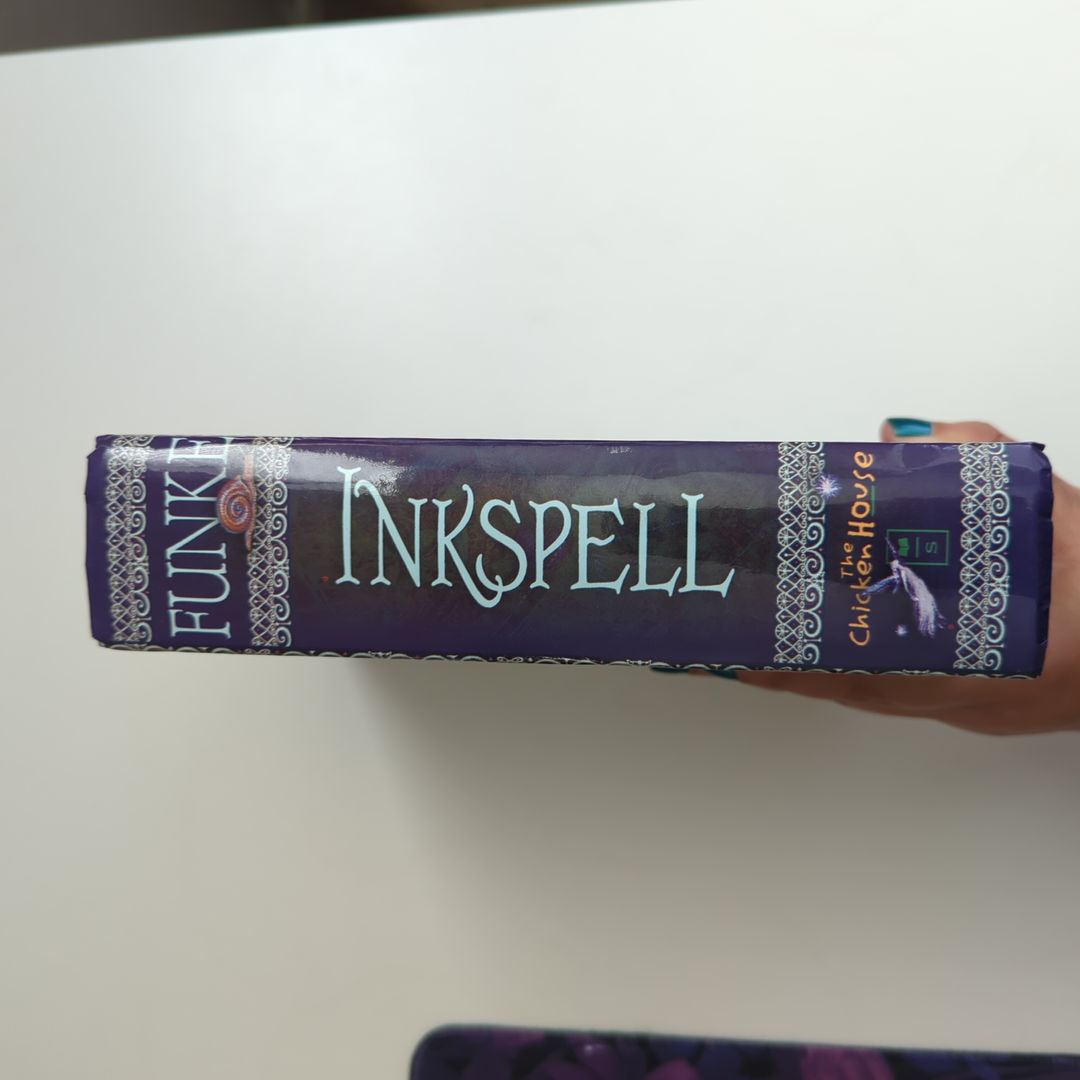 FUNKE
INKSPELL
The
Chicken House
S